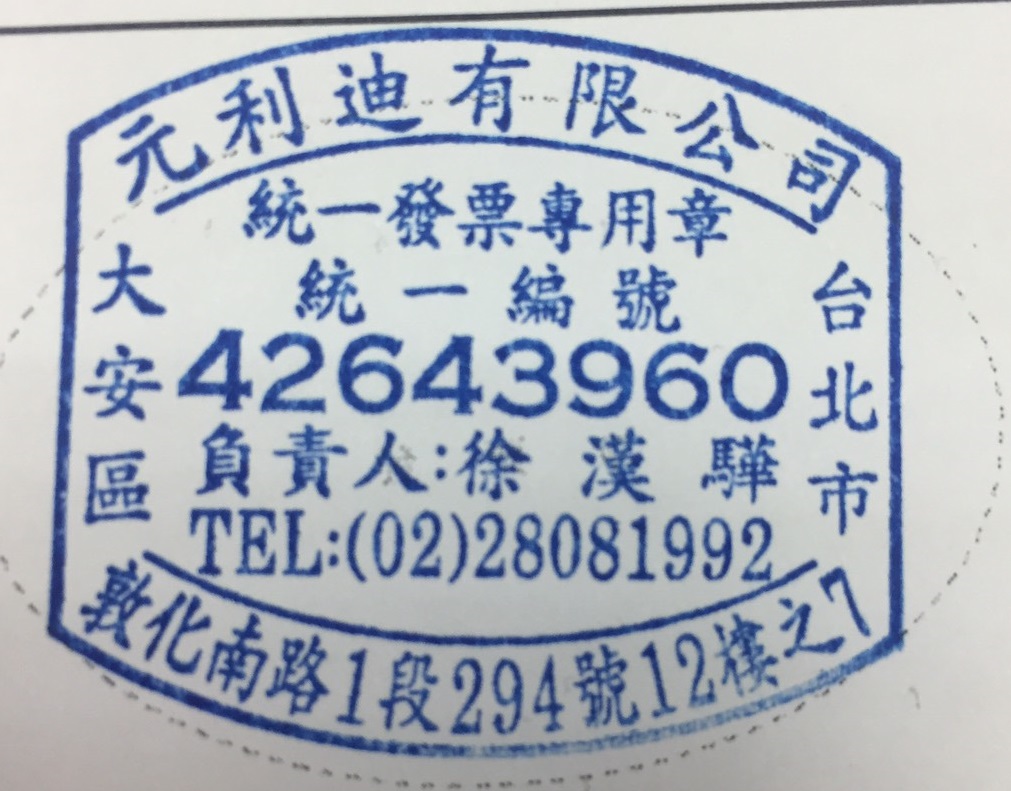 元利迪有限公司
統一發票專用章
統一編號
42643960
負責人:徐漢驊
TEL:(02)28081992
台北市
大安區
敦化南路1段294號12樓之7